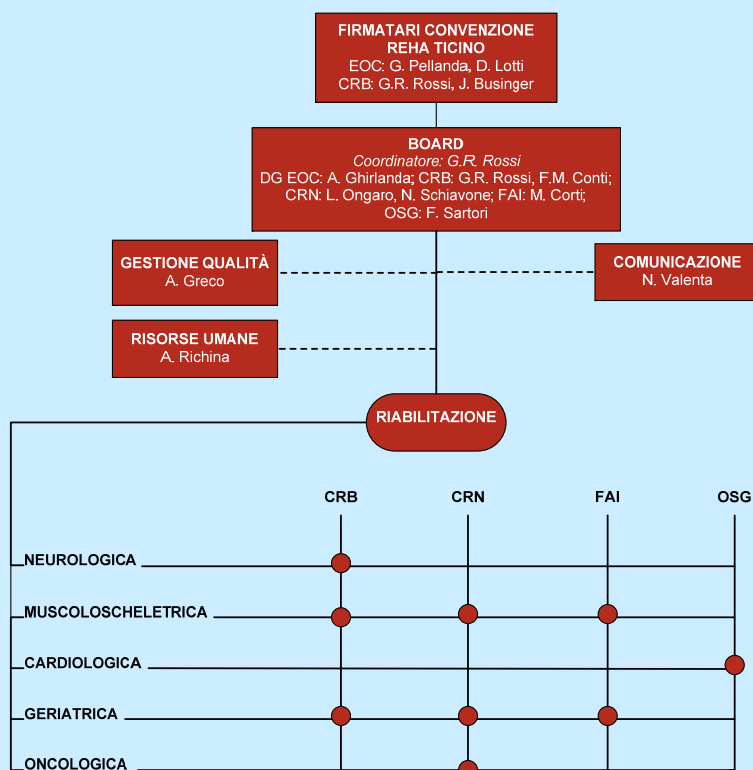 FIRMATARI CONVENZIONE
REHA TICINO
EOC: G. Pellanda, D. Lotti
CRB: G.R. Rossi, J. Businger
BOARD
Coordinatore: G.R. Rossi
DG EOC: A. Ghirlanda; CRB: G.R. Rossi, F.M. Conti;
CRN: L. Ongaro, N. Schiavone; FAI: M. Corti;
OSG: F. Sartori
GESTIONE QUALITÀ
A. Greco
COMUNICAZIONE
N. Valenta
RISORSE UMANE
A. Richina
RIABILITAZIONE
CRB CRN FAI OSG
NEUROLOGICA
MUSCOLOSCHELETRICA
CARDIOLOGICA
GERIATRICA
ONCOLOGICA